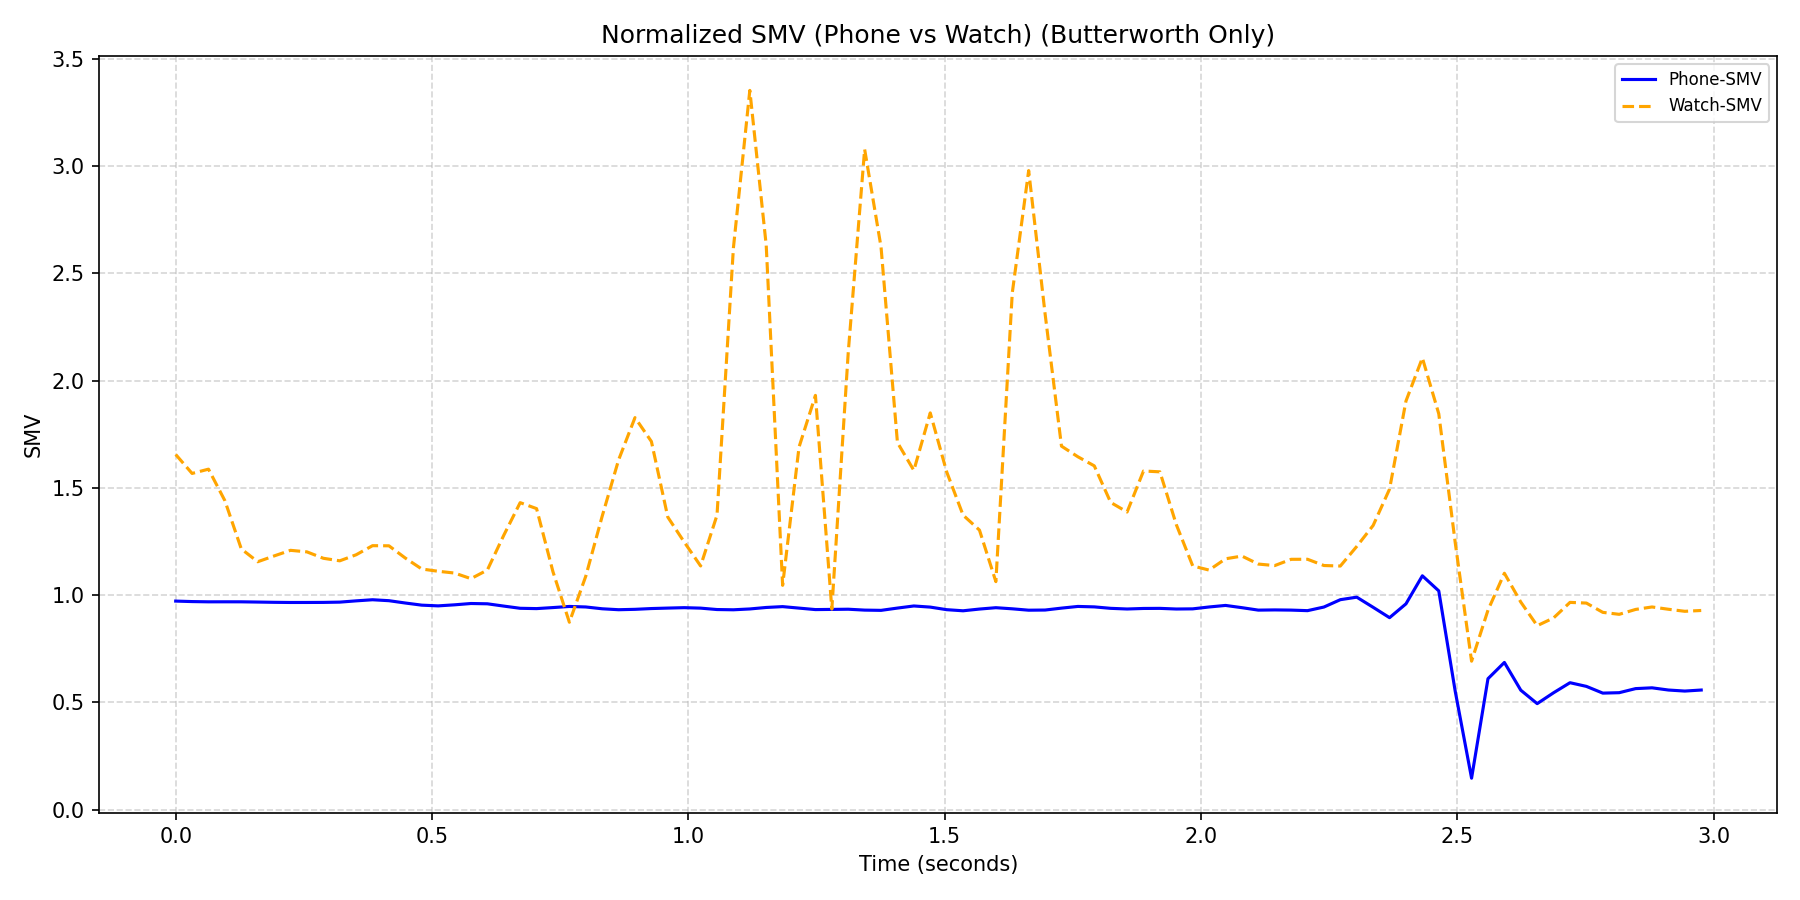 Normalized SMV (Phone vs Watch) (Butterworth Only)
Phone-SMV
Watch-SMV
3.5
3.0
2.5
2.0
1.5
1.0
0.5
0.0
SMV
0.0 0.5 1.0 1.5 2.0 2.5 3.0
Time (seconds)